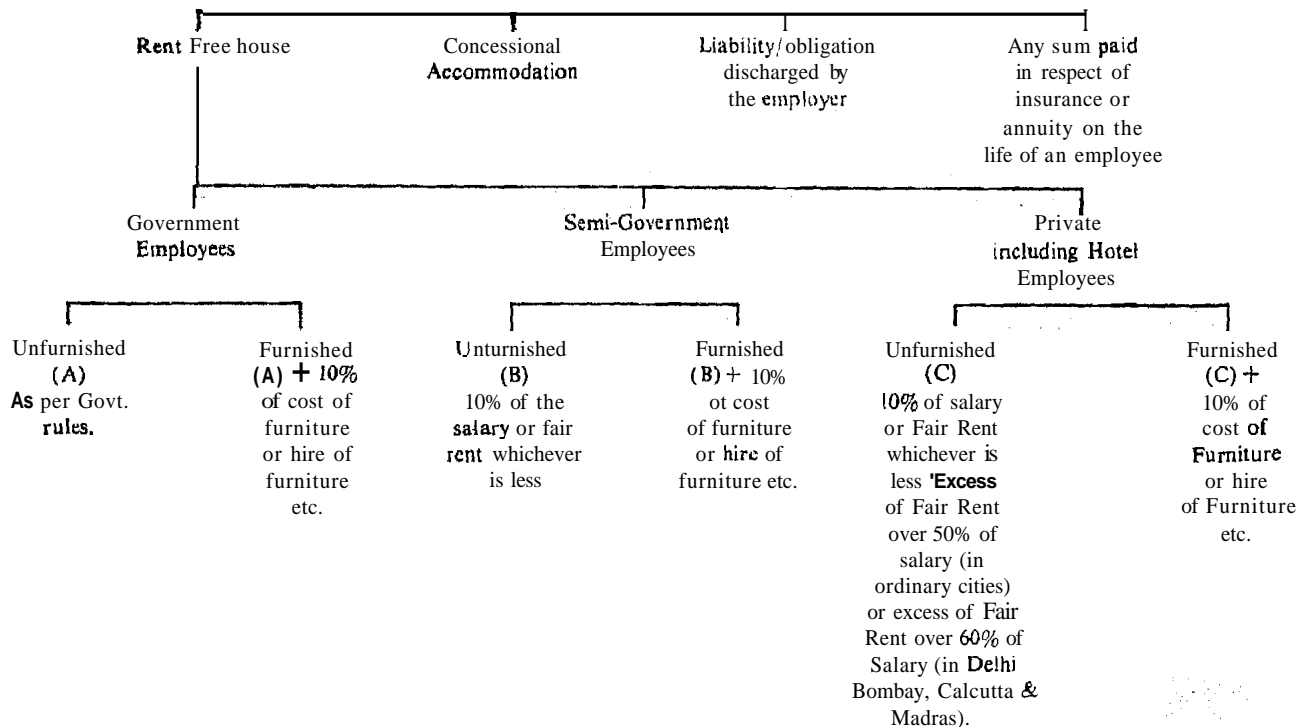 Rent Free house
Concessional
Accommodation
Liability/obligation
discharged by
the employer
Any sum paid
in respect of
insurance or
annuity on the
life of an employee
Government
Employees
Semi-Government
Employees
Private
including Hotel
Employees
Unfurnished
(A)
As per Govt.
rules.
Furnished
(A) + 10%
of cost of
furniture
or hire of
furniture
etc.
Unturnished
(B)
10% of the
salary or fair
rent whichever
is less
Furnished
(B) + 10%
ot cost
of furniture
or hire of
furniture etc.
Unfurnished
(C)
10% of salary
or Fair Rent
whichever is
less 'Excess
of Fair Rent
over 50% of
salary (in
ordinary cities)
or excess of Fair
Rent over 60% of
Salary (in Delhi
Bombay, Calcutta &
Madras).
Furnished
(C) +
10% of
cost of
Furniture
or hire
of Furniture
etc.